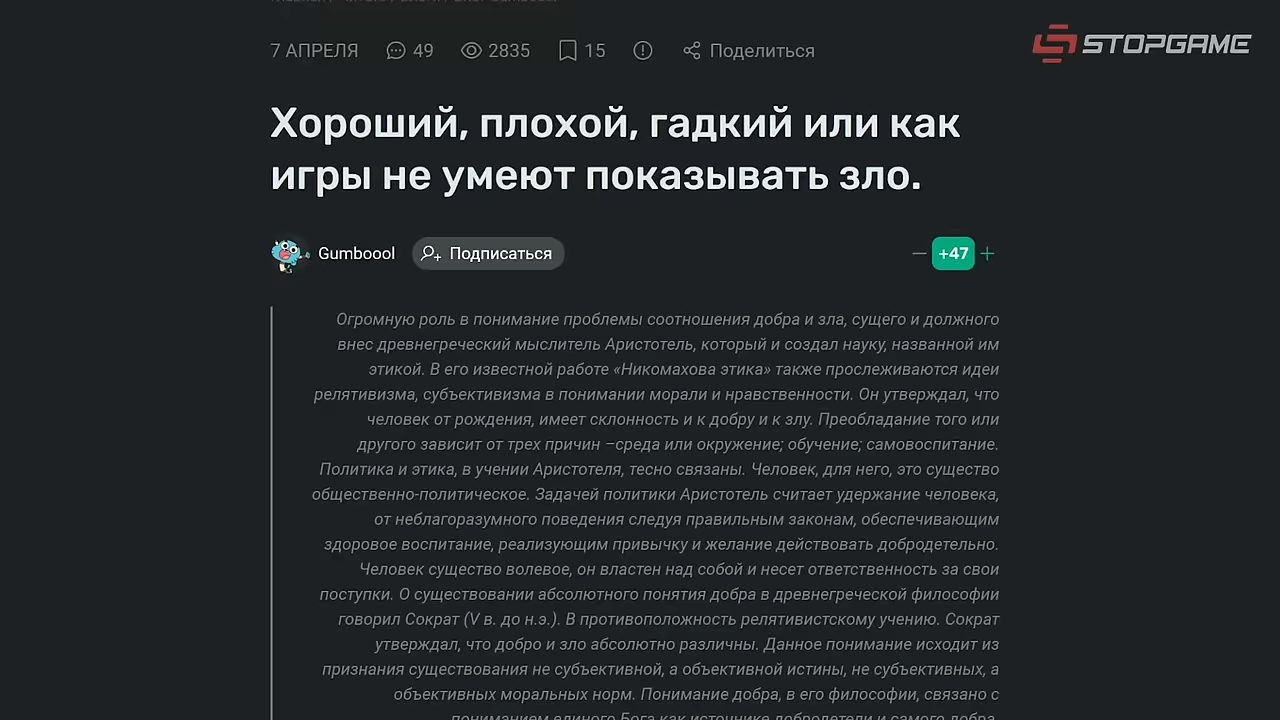 7 АПРЕЛЯ 49 2835 15 Поделиться
STOPGAME
Хороший, плохой, гадкий или как
игры не умеют показывать зло.
Gumboool Подписаться
+47
Огромную роль в понимание проблемы соотношения добра и зла, сущего и должного
внес древнегреческий мыслитель Аристотель, который и создал науку, названной им
этикой. В его известной работе «Никомахова этика» также прослеживаются идеи
релятивизма, субъективизма в понимании морали и нравственности. Он утверждал, что
человек от рождения, имеет склонность и к добру и к злу. Преобладание того или
другого зависит от трех причин –среда или окружение; обучение; самовоспитание.
Политика и этика, в учении Аристотеля, тесно связаны. Человек, для него, это существо
общественно-политическое. Задачей политики Аристотель считает удержание человека,
от неблагоразумного поведения следуя правильным законам, обеспечивающим
здоровое воспитание, реализующим привычку и желание действовать добродетельно.
Человек существо волевое, он властен над собой и несет ответственность за свои
поступки. О существовании абсолютного понятия добра в древнегреческой философии
говорил Сократ (V в. до н.э.). В противоположность релятивистскому учению. Сократ
утверждал, что добро и зло абсолютно различны. Данное понимание исходит из
признания существования не субъективной, а объективной истины, не субъективных, а
объективных моральных норм. Понимание добра, в его философии, связано с
пониманием единого Бога как источнике добродетели и самого добра.